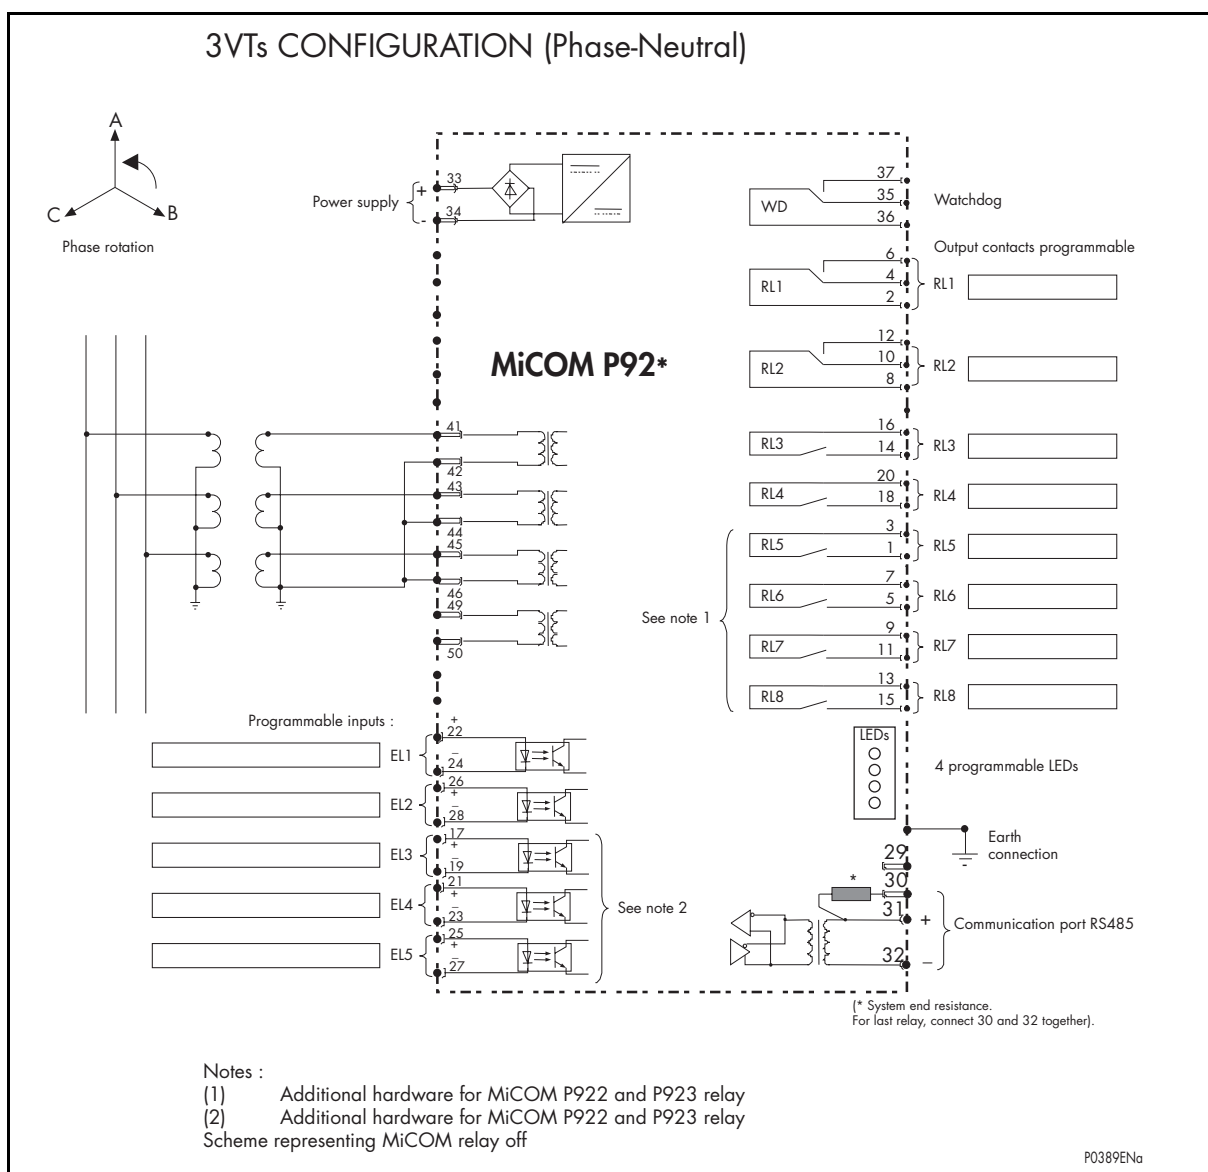 3VTs CONFIGURATION (Phase-Neutral)
A
C
B
Phase rotation
Power supply
+
33
-
34
MiCOM P92*
WD
37
35
36
Watchdog
Output contacts programmable
RL1
6
4
2
RL1
RL2
12
10
8
RL2
RL3
16
14
RL3
RL4
20
18
RL4
See note 1
RL5
3
1
RL5
RL6
7
5
RL6
RL7
9
11
RL7
RL8
13
15
RL8
41
42
43
44
45
46
49
50
Programmable inputs :
EL1
+
22
–
24
EL2
26
+
–
28
EL3
17
+
–
19
EL4
21
+
–
23
EL5
25
+
–
27
See note 2
LEDs
4 programmable LEDs
Earth
connection
29
*
30
31
+
32
–
Communication port RS485
(* System end resistance.
For last relay, connect 30 and 32 together).
Notes :
(1) Additional hardware for MiCOM P922 and P923 relay
(2) Additional hardware for MiCOM P922 and P923 relay
Scheme representing MiCOM relay off
P0389ENa